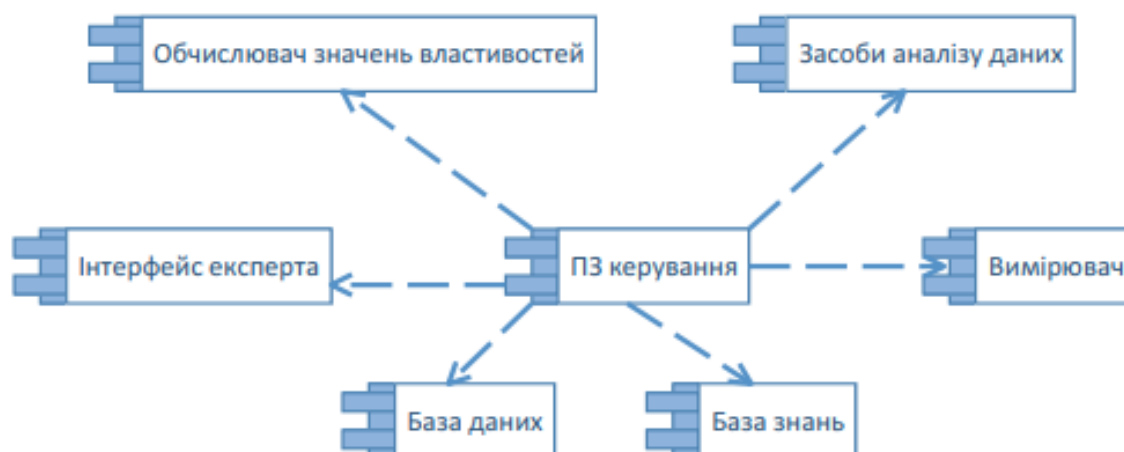 Обчислювач значень властивостей
Засоби аналізу даних
Інтерфейс експерта
ПЗ керування
Вимірювач
База даних
База знань